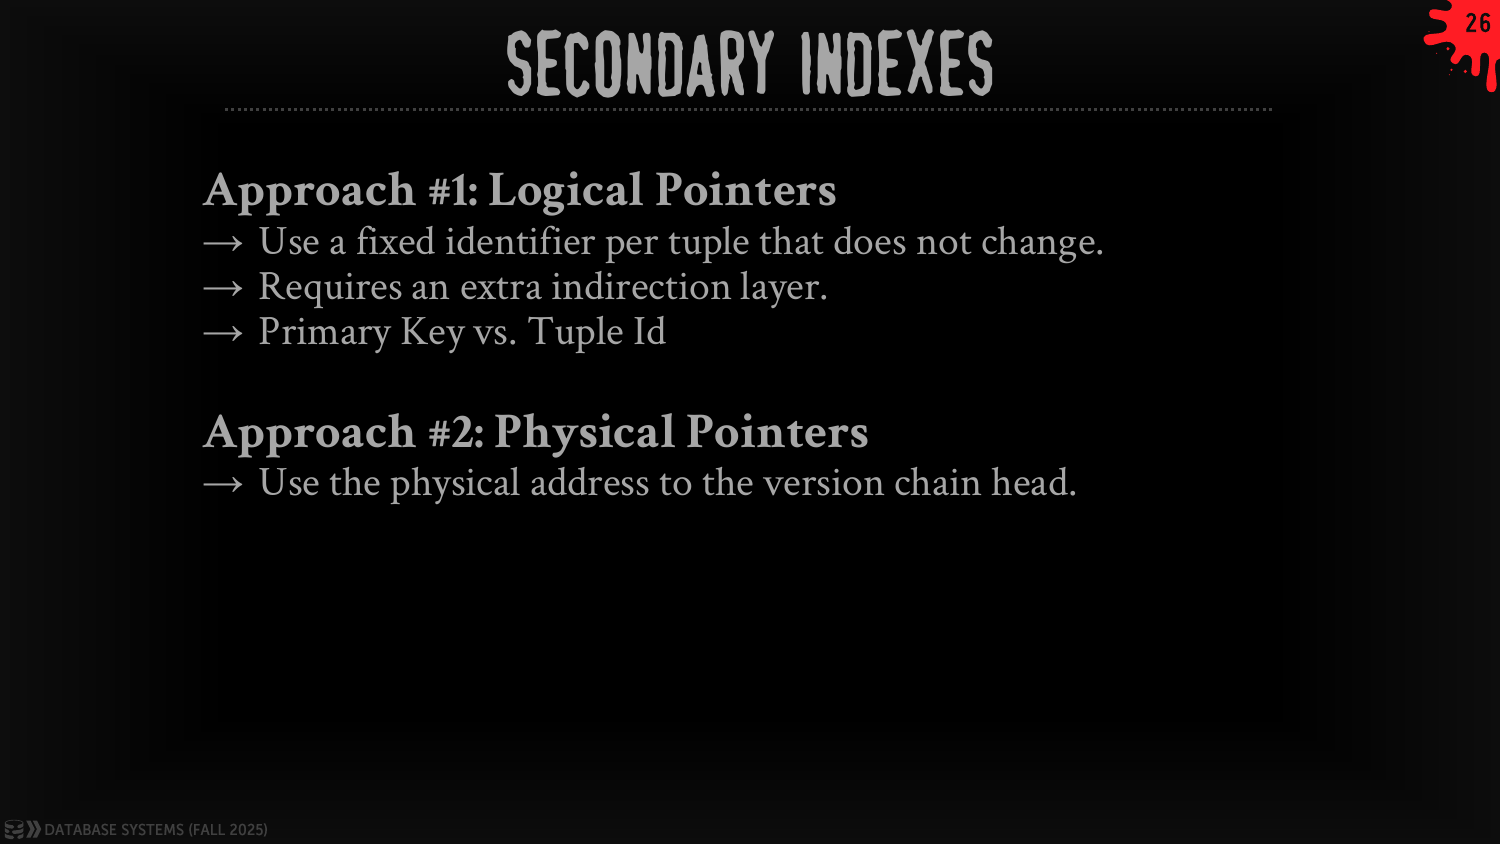 SECONDARY INDEXES
26
Approach #1: Logical Pointers
→ Use a fixed identifier per tuple that does not change.
→ Requires an extra indirection layer.
→ Primary Key vs. Tuple Id
Approach #2: Physical Pointers
→ Use the physical address to the version chain head.
DATABASE SYSTEMS (FALL 2025)